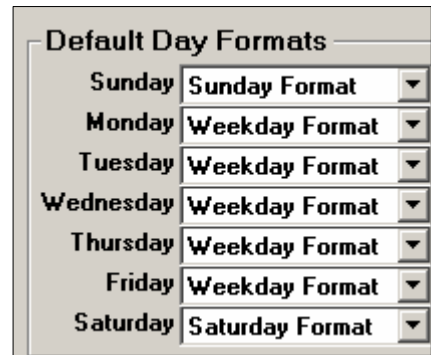 Default Day Formats
Sunday Sunday Format
Monday Weekday Format
Tuesday Weekday Format
Wednesday Weekday Format
Thursday Weekday Format
Friday Weekday Format
Saturday Saturday Format